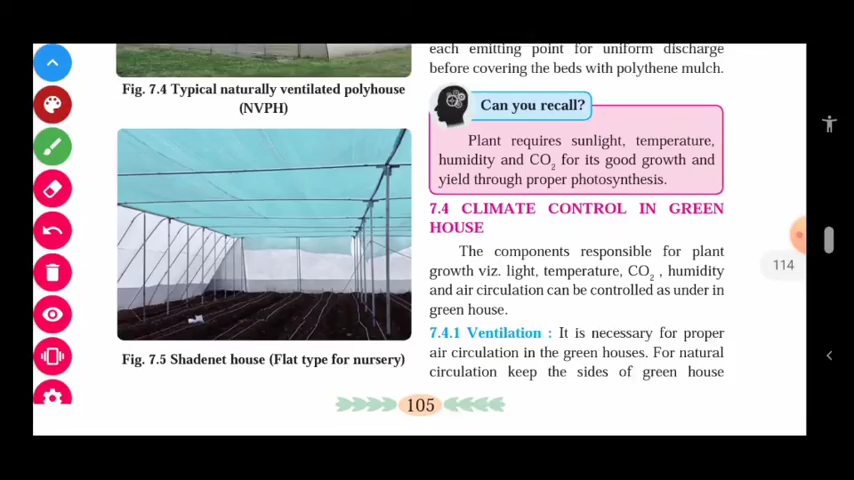 Fig. 7.4 Typical naturally ventilated polyhouse
(NVPH)
Fig. 7.5 Shadenet house (Flat type for nursery)
each emitting point for uniform discharge
before covering the beds with polythene mulch.
Can you recall?
Plant requires sunlight, temperature,
humidity and CO₂ for its good growth and
yield through proper photosynthesis.
7.4 CLIMATE CONTROL IN GREEN
HOUSE
The components responsible for plant
growth viz. light, temperature, CO₂ , humidity
and air circulation can be controlled as under in
green house.
7.4.1 Ventilation : It is necessary for proper
air circulation in the green houses. For natural
circulation keep the sides of green house
105
114